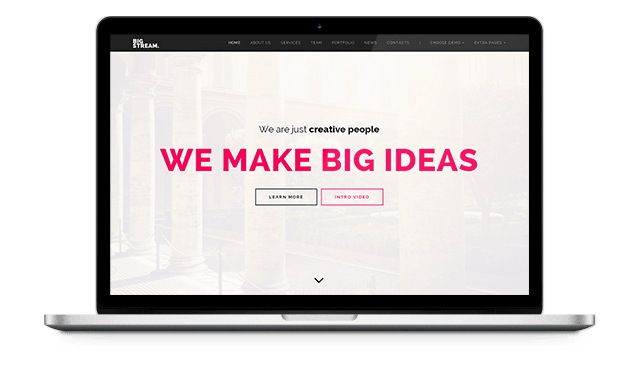 BIG
STREAM.
HOME ABOUT US SERVICES TEAM PORTFOLIO NEWS CONTACTS CHOOSE DEMO EXTRA PAGES
We are just creative people
WE MAKE BIG IDEAS
LEARN MORE INTRO VIDEO